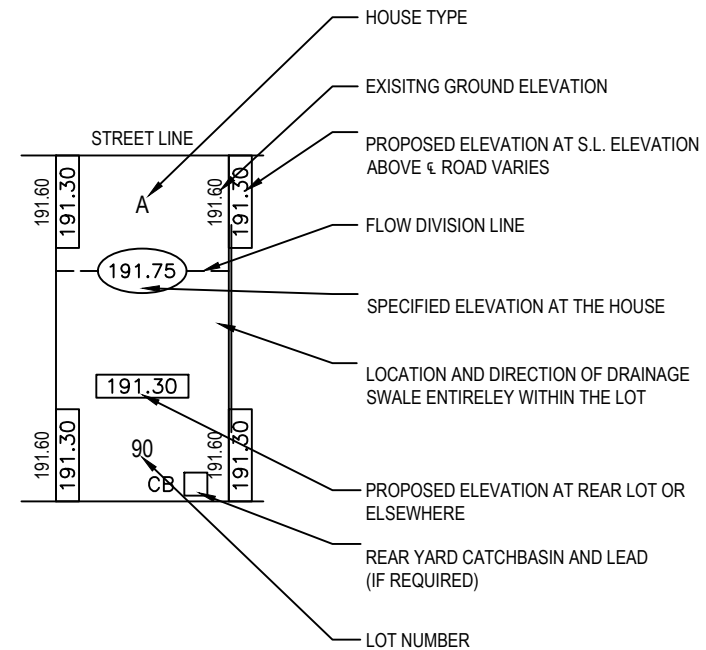 HOUSE TYPE
EXISITNG GROUND ELEVATION
STREET LINE
PROPOSED ELEVATION AT S.L. ELEVATION
ABOVE ℄ ROAD VARIES
191.60
191.30
A
191.60
191.30
FLOW DIVISION LINE
191.75
SPECIFIED ELEVATION AT THE HOUSE
LOCATION AND DIRECTION OF DRAINAGE
SWALE ENTIRELEY WITHIN THE LOT
191.30
191.60
191.30
90
191.60
191.30
CB
PROPOSED ELEVATION AT REAR LOT OR
ELSEWHERE
REAR YARD CATCHBASIN AND LEAD
(IF REQUIRED)
LOT NUMBER